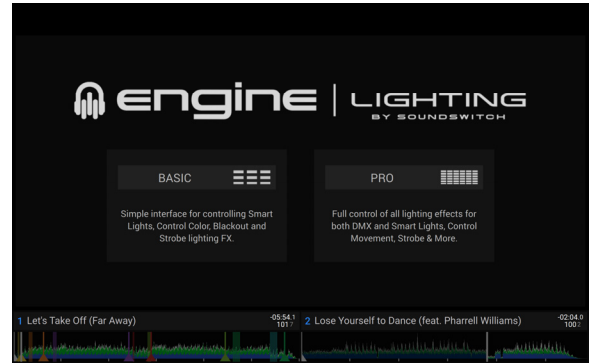 engine | LIGHTING
BY SOUNDSWITCH
BASIC
Simple interface for controlling Smart
Lights, Control Color, Blackout and
Strobe lighting FX.
PRO
Full control of all lighting effects for
both DMX and Smart Lights, Control
Movement, Strobe & More.
1 Let's Take Off (Far Away) -05:54.1
101
2 Lose Yourself to Dance (feat. Pharrell Williams) -02:04.0
100